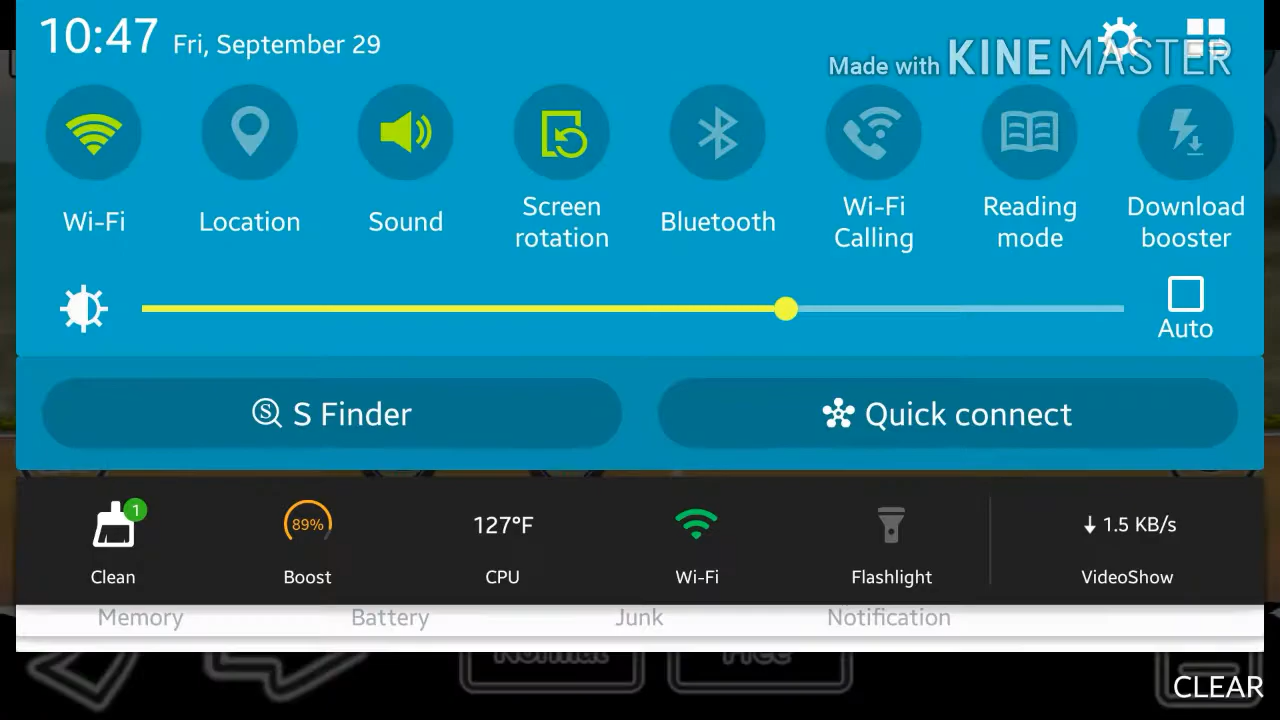 10:47 Fri, September 29
Made with KINEMASTER
Wi-Fi
Location
Sound
Screen
rotation
Bluetooth
Wi-Fi
Calling
Reading
mode
Download
booster
Auto
S Finder
Quick connect
1
89%
127°F
1.5 KB/s
Clean
Boost
CPU
Wi-Fi
Flashlight
VideoShow
Memory
Battery
Junk
Notification
Normal
Free
CLEAR